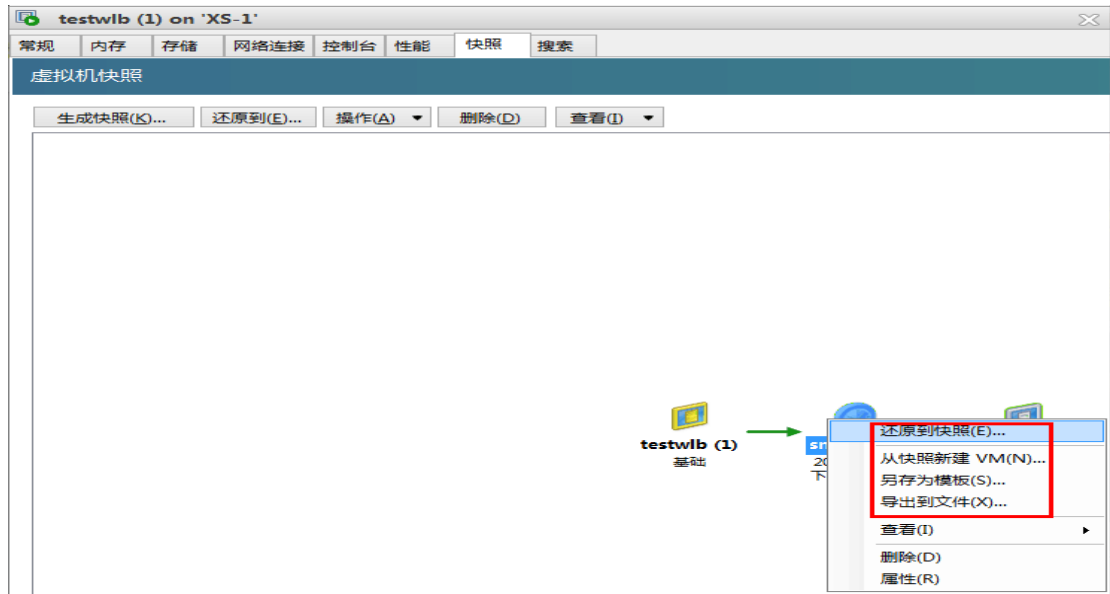 testwlb (1) on 'XS-1'
常规 内存 存储 网络连接 控制台 性能 快照 搜索
虚拟机快照
生成快照(K)... 还原到(E)... 操作(A) 删除(D) 查看(I)
testwlb (1)
基础
还原到快照(E)...
从快照新建 VM(N)...
另存为模板(S)...
导出到文件(X)...
查看(I)
删除(D)
属性(R)